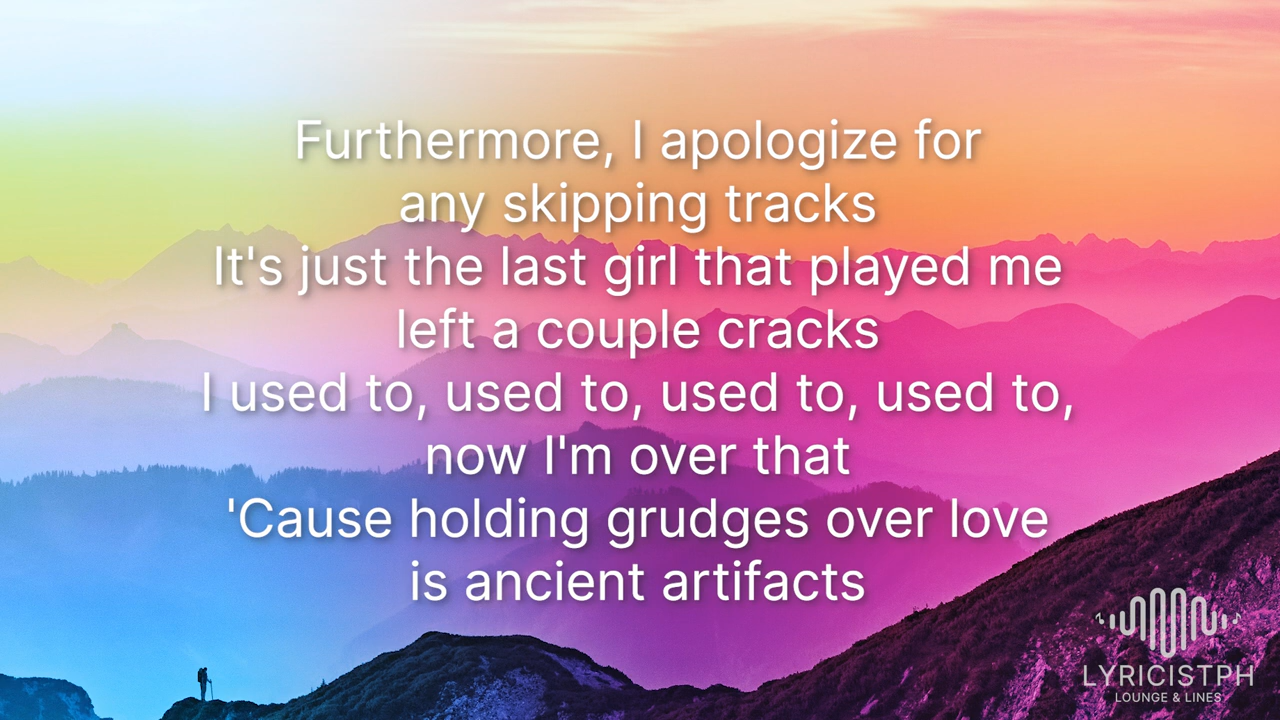 Furthermore, I apologize for
any skipping tracks
It's just the last girl that played me
left a couple cracks
I used to, used to, used to, used to,
now I'm over that
'Cause holding grudges over love
is ancient artifacts
LYRICISTPH
LOUNGE & LINES